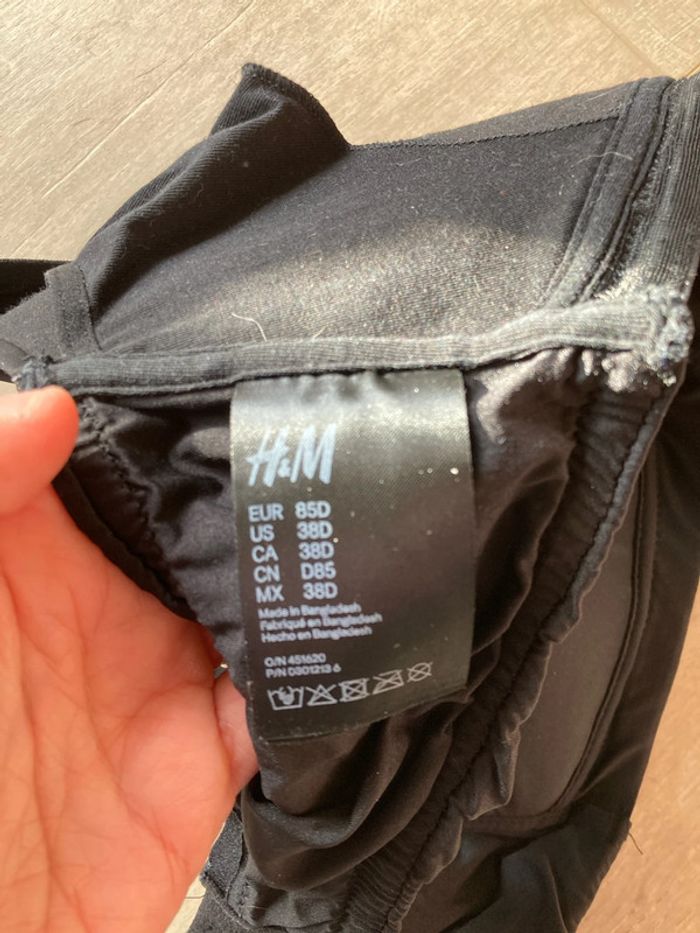 H&M
EUR 85D
US 38D
CA 38D
CN D85
MX 38D
Made in Bangladesh
Fabriqué en Bangladesh
Hecho en Bangladesh
O/N 451620
P/N 0301213 6